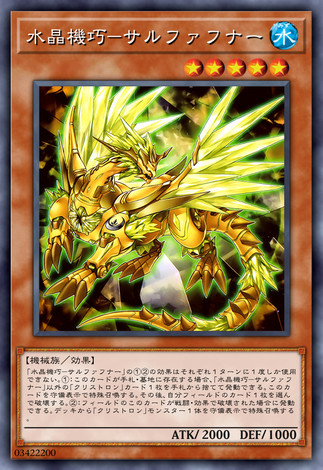 水晶機巧－サルファフナー
水
【機械族／効果】
「水晶機巧－サルファフナー」の①②の効果はそれぞれ１ターンに１度しか使用
できない。①：このカードが手札・墓地に存在する場合、「水晶機巧－サルファフナ
ー」以外の「クリストロン」カード１枚を手札から捨てて発動できる。このカ
ードを守備表示で特殊召喚する。その後、自分フィールドのカード１枚を選ん
で破壊する。②：フィールドのこのカードが戦闘・効果で破壊された場合に発動
できる。デッキから「クリストロン」モンスター１体を守備表示で特殊召喚す
る。
ATK/ 2000 DEF/1000
03422200